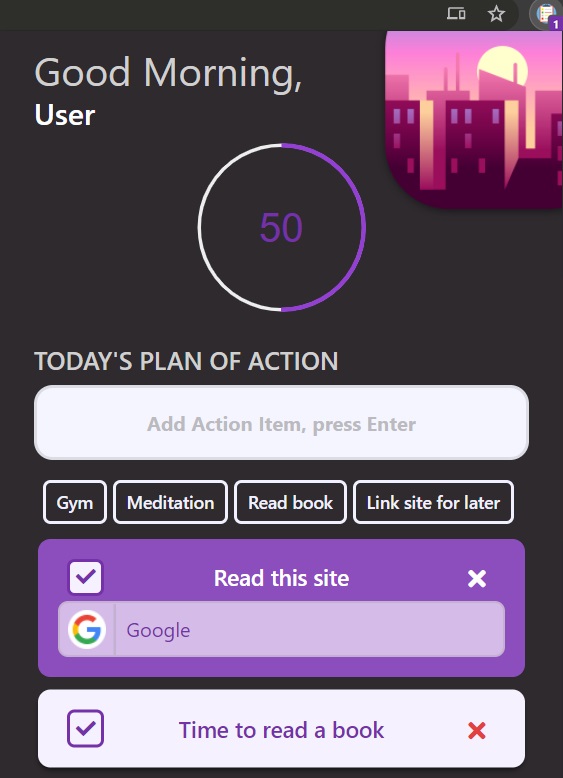 1
Good Morning,
User
50
TODAY'S PLAN OF ACTION
Add Action Item, press Enter
Gym Meditation Read book Link site for later
Read this site
Google
Time to read a book